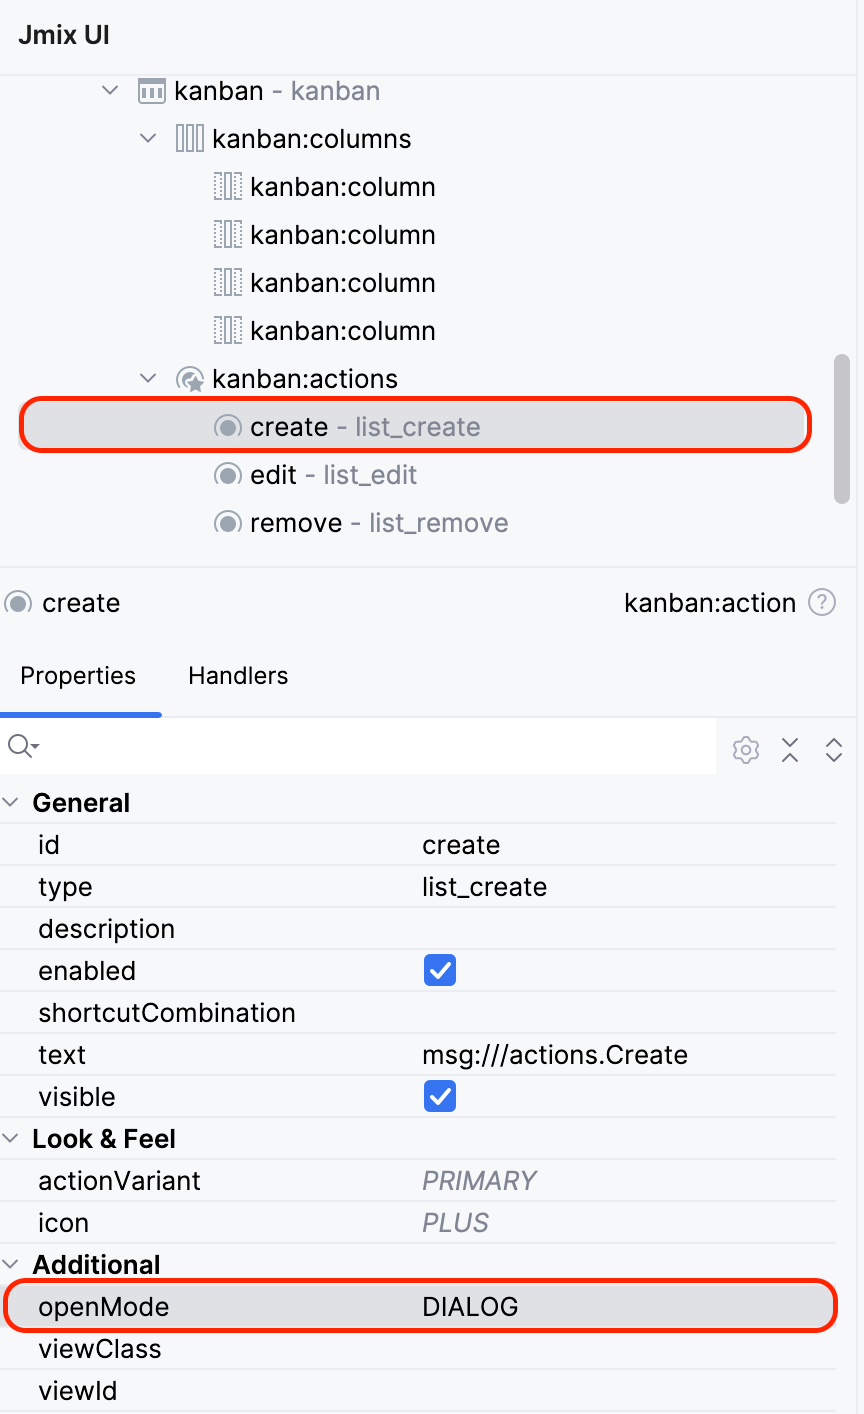 Jmix UI
kanban - kanban
kanban:columns
kanban:column
kanban:column
kanban:column
kanban:column
kanban:actions
create - list_create
edit - list_edit
remove - list_remove
create kanban:action ?
Properties Handlers
General
id create
type list_create
description
enabled
shortcutCombination
text msg:///actions.Create
visible
Look & Feel
actionVariant PRIMARY
icon PLUS
Additional
openMode DIALOG
viewClass
viewId